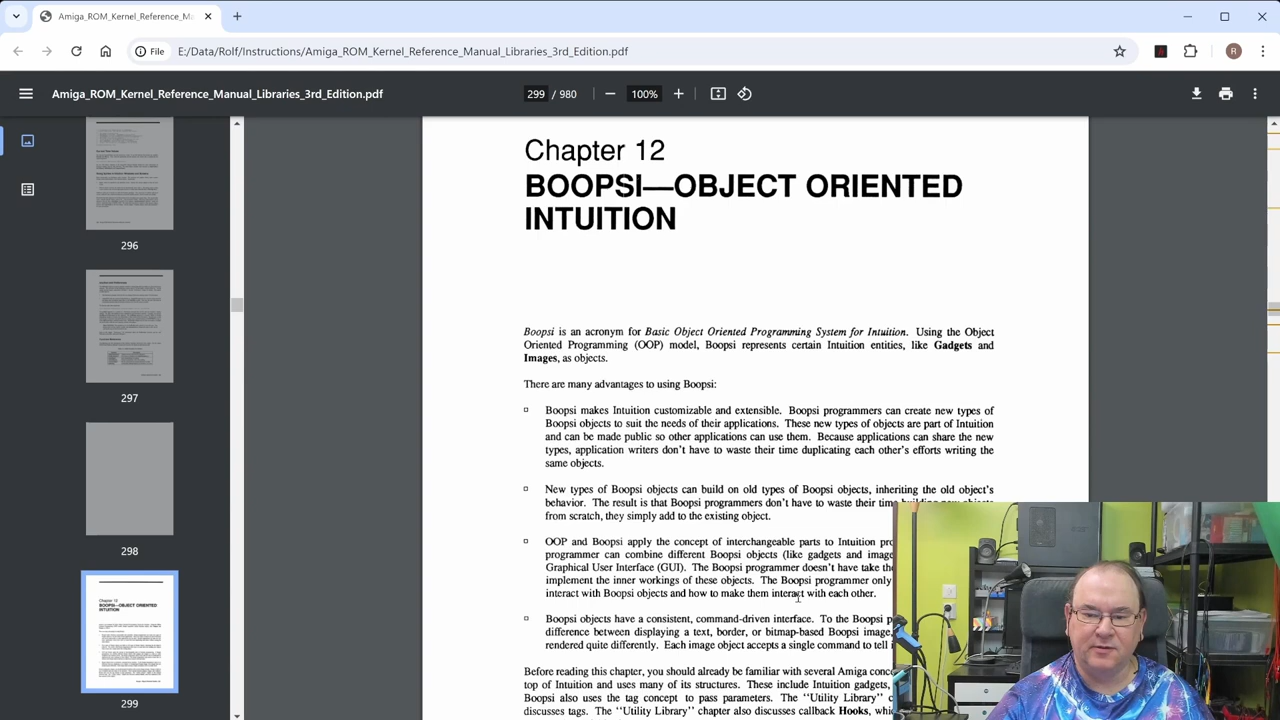 Amiga_ROM_Kernel_Reference_Ma
File
E:/Data/Rolf/Instructions/Amiga_ROM_Kernel_Reference_Manual_Libraries_3rd_Edition.pdf
R
Amiga_ROM_Kernel_Reference_Manual_Libraries_3rd_Edition.pdf
299 / 980
100%
296
297
298
299
Chapter 12
BOOPSI—OBJECT ORIENTED
INTUITION
Boopsi is an acronym for Basic Object Oriented Programming System for Intuition. Using the Object
Oriented Programming (OOP) model, Boopsi represents certain Intuition entities, like Gadgets and
Images, as objects.
There are many advantages to using Boopsi:
Boopsi makes Intuition customizable and extensible. Boopsi programmers can create new types of
Boopsi objects to suit the needs of their applications. These new types of objects are part of Intuition
and can be made public so other applications can use them. Because applications can share the new
types, application writers don't have to waste their time duplicating each other's efforts writing the
same objects.
New types of Boopsi objects can build on old types of Boopsi objects, inheriting the old object's
behavior. The result is that Boopsi programmers don't have to waste their time building new objects
from scratch, they simply add to the existing object.
OOP and Boopsi apply the concept of interchangeable parts to Intuition pro
programmer can combine different Boopsi objects (like gadgets and image
Graphical User Interface (GUI). The Boopsi programmer doesn't have take the
implement the inner workings of these objects. The Boopsi programmer only
interact with Boopsi objects and how to make them interact with each other.
Boopsi objects have a consistent, command-driven interface. To the Boopsi p
difference between displaying a text, border, or bitmap-based Boopsi image,
rendered quite differently. Each image object accepts a single command to tell
Before reading this chapter, you should already be familiar with several Amiga conc
top of Intuition and uses many of its structures. These include Intuition gadgets,
Boopsi also uses the tag concept to pass parameters. The ''Utility Library'' c
discusses tags. The ''Utility Library'' chapter also discusses callback Hooks, whic